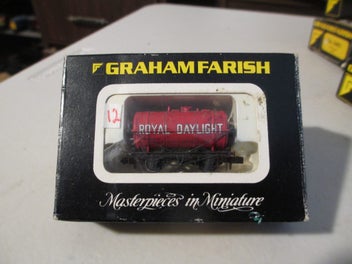 GRAHAM FARISH
12
ROYAL DAYLIGHT
Masterpieces in Miniature